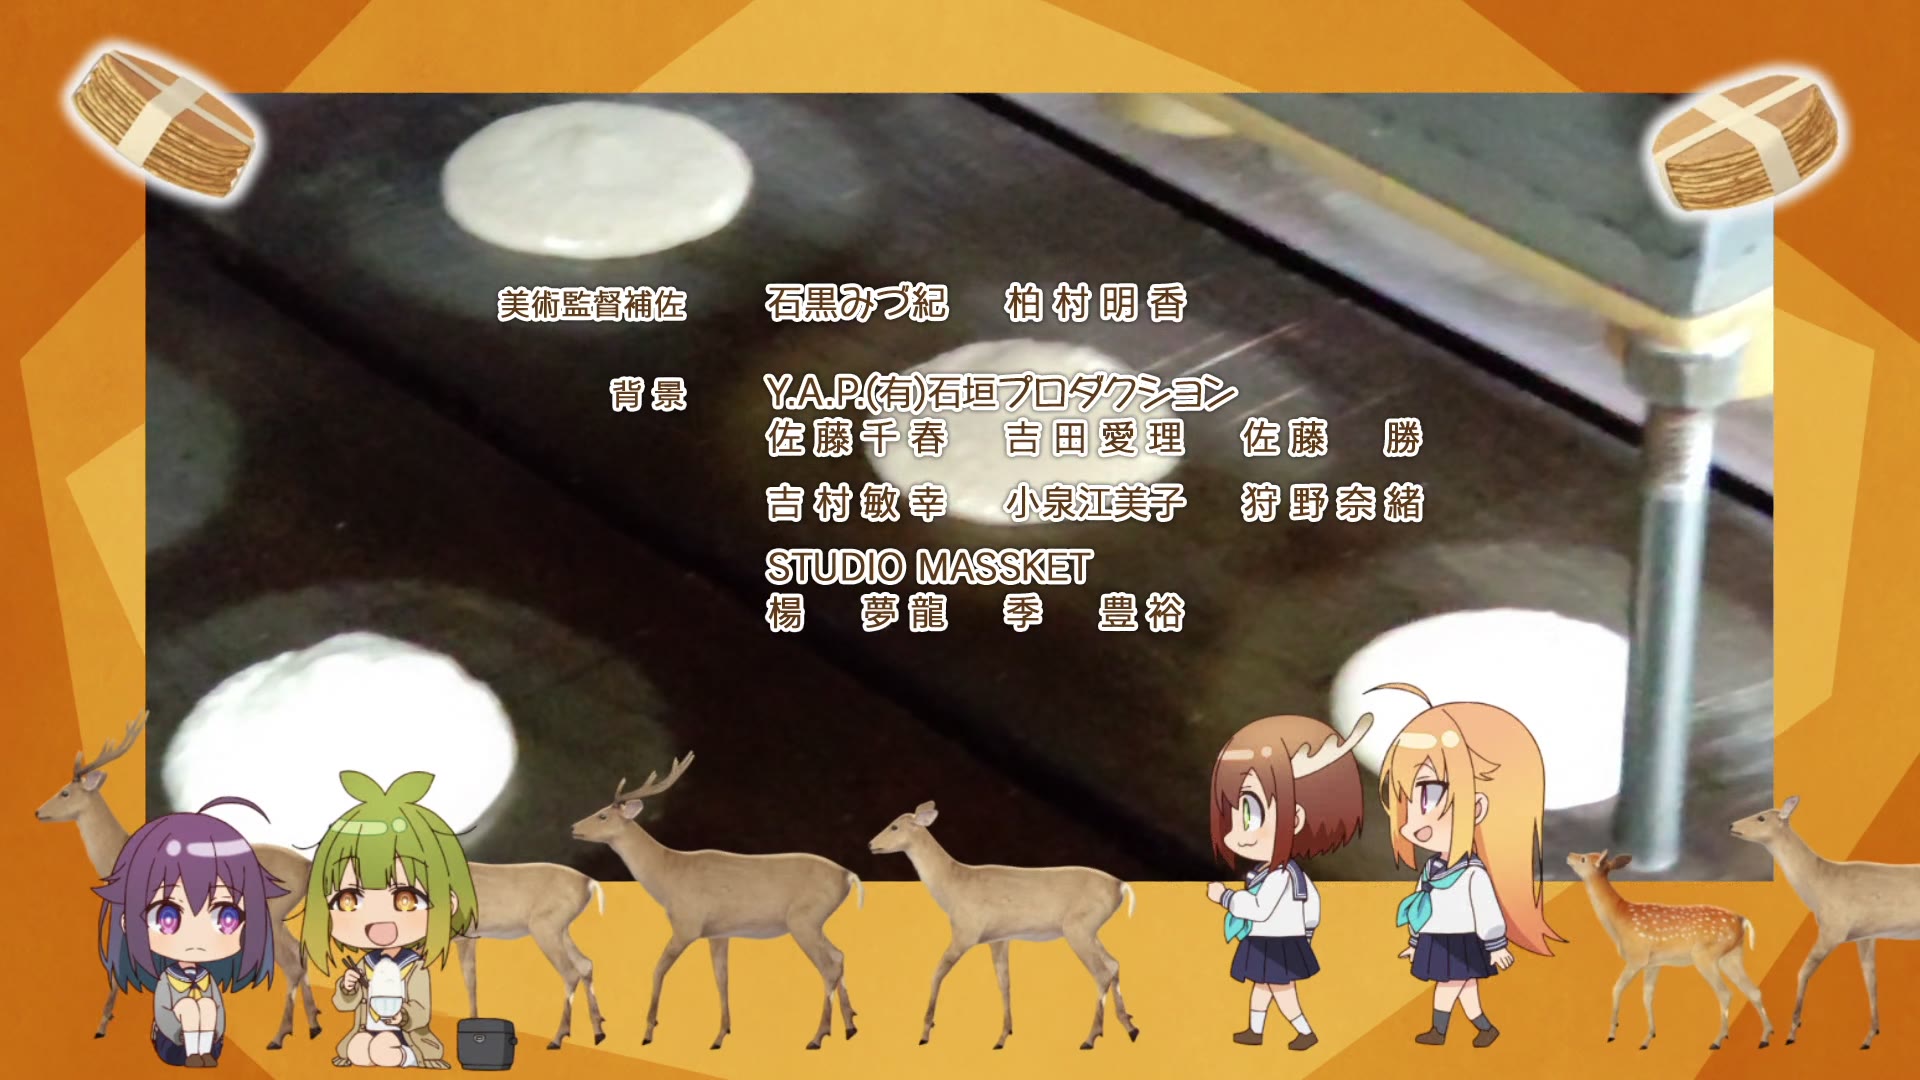 美術監督補佐 石黒みづ紀 柏村明香
背景 Y.A.P.(有)石垣プロダクション
佐藤千春 吉田愛理 佐藤 勝
吉村敏幸 小泉江美子 狩野奈緒
STUDIO MASSKET
楊 夢龍 季 豊裕